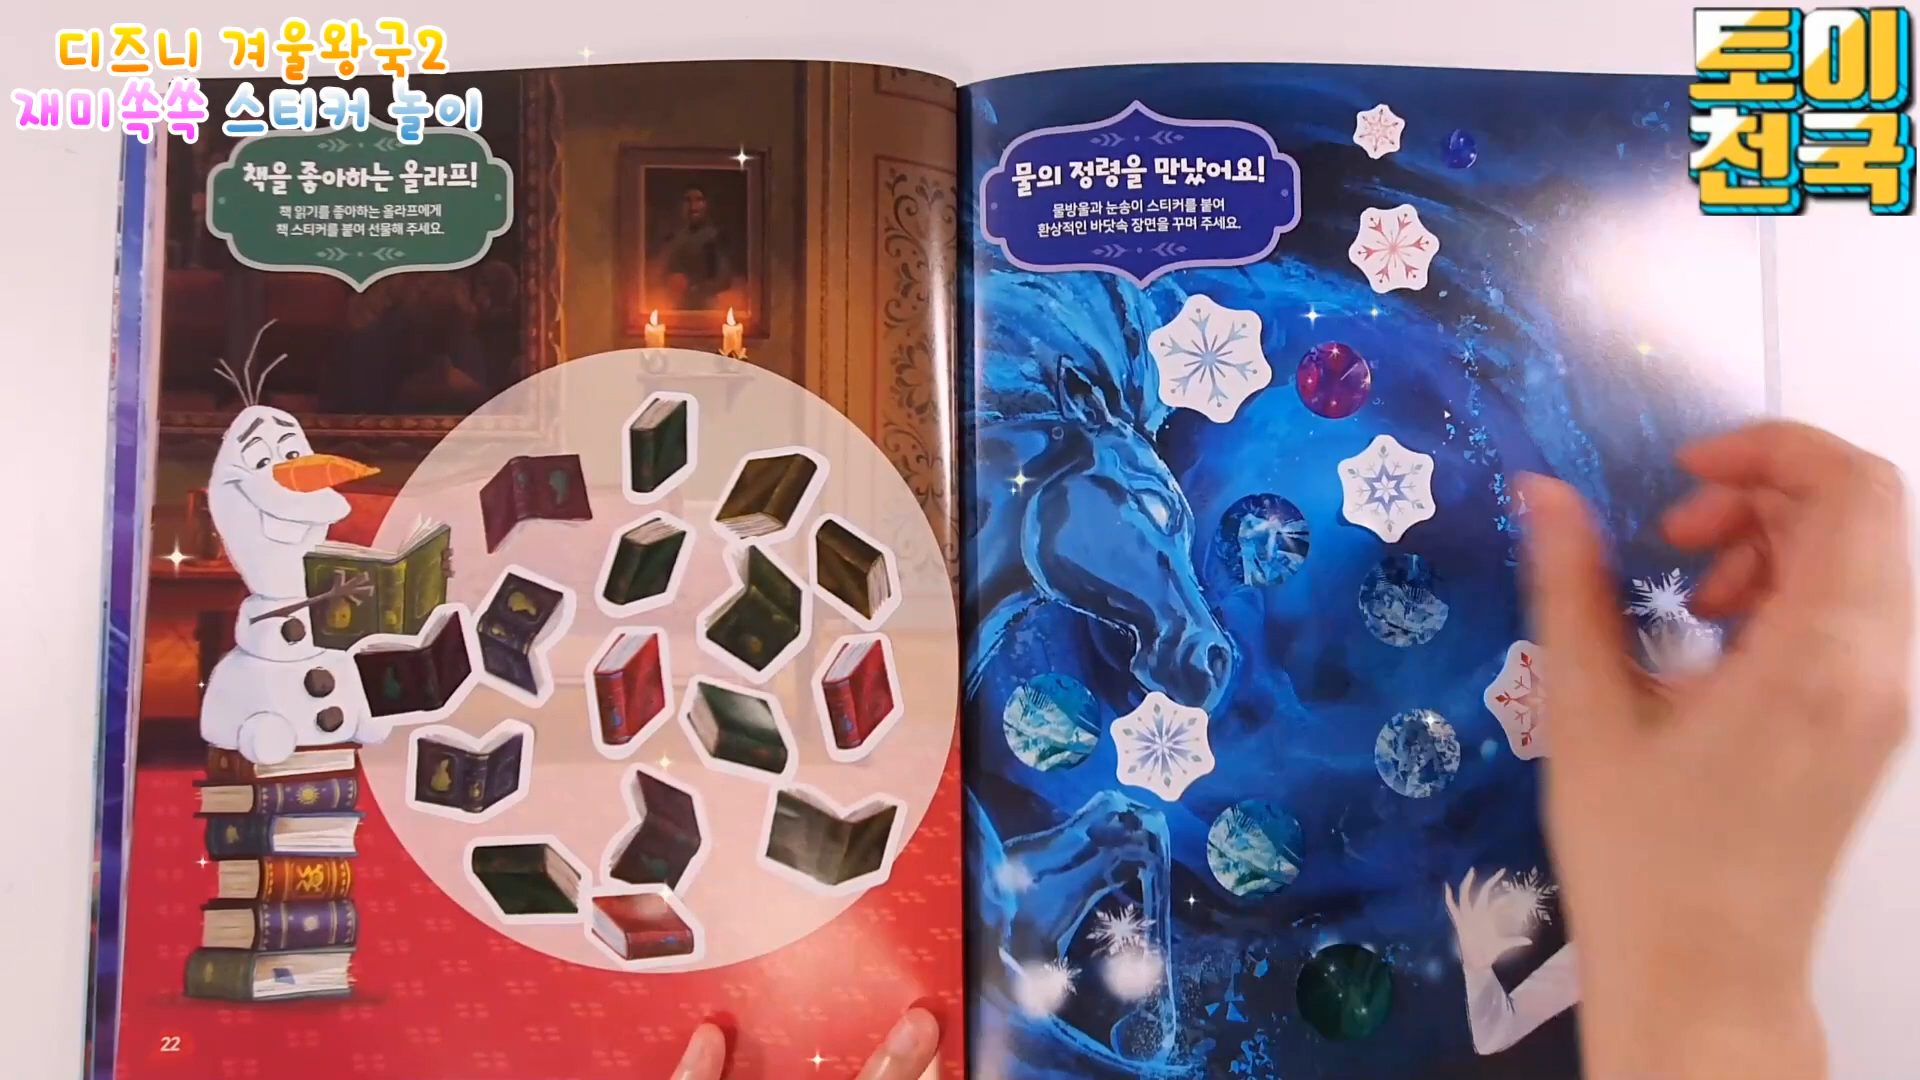 디즈니 겨울왕국2
재미쏙쏙 스티커 놀이
토이
천국
책을 좋아하는 올라프!
책 읽기를 좋아하는 올라프에게
책 스티커를 붙여 선물해 주세요.
물의 정령을 만났어요!
물방울과 눈송이 스티커를 붙여
환상적인 바닷속 장면을 꾸며 주세요.
22